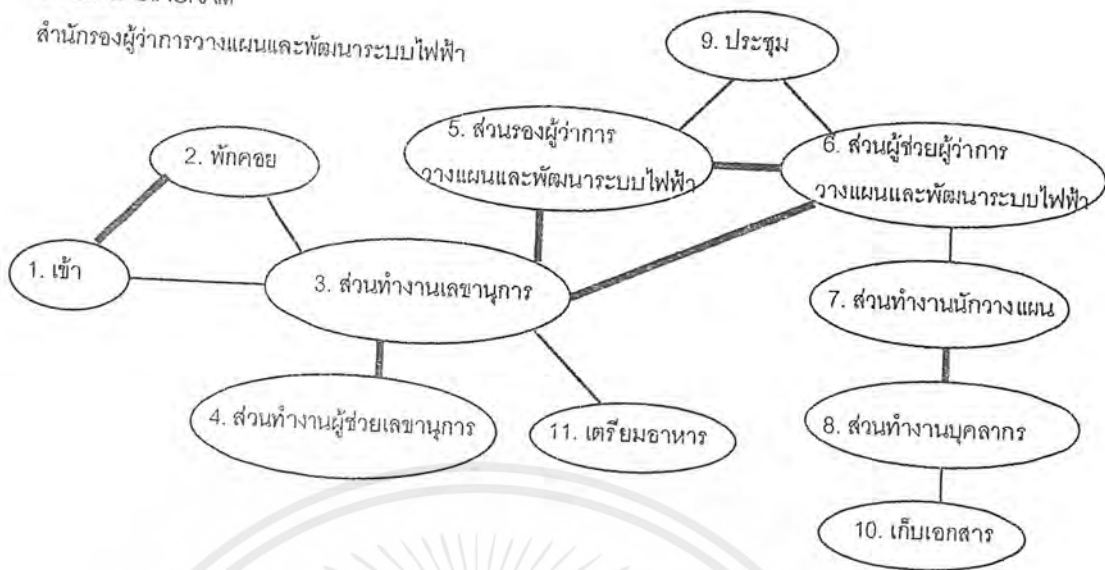 สำนักรองผู้ว่าการวางแผนและพัฒนาระบบไฟฟ้า
9. ประชุม
5. ส่วนรองผู้ว่าการ
วางแผนและพัฒนาระบบไฟฟ้า
6. ส่วนผู้ช่วยผู้ว่าการ
วางแผนและพัฒนาระบบไฟฟ้า
2. พักคอย
1. เข้า
3. ส่วนทำงานเลขานุการ
7. ส่วนทำงานนักวางแผน
4. ส่วนทำงานผู้ช่วยเลขานุการ
11. เตรียมอาหาร
8. ส่วนทำงานบุคลากร
10. เก็บเอกสาร